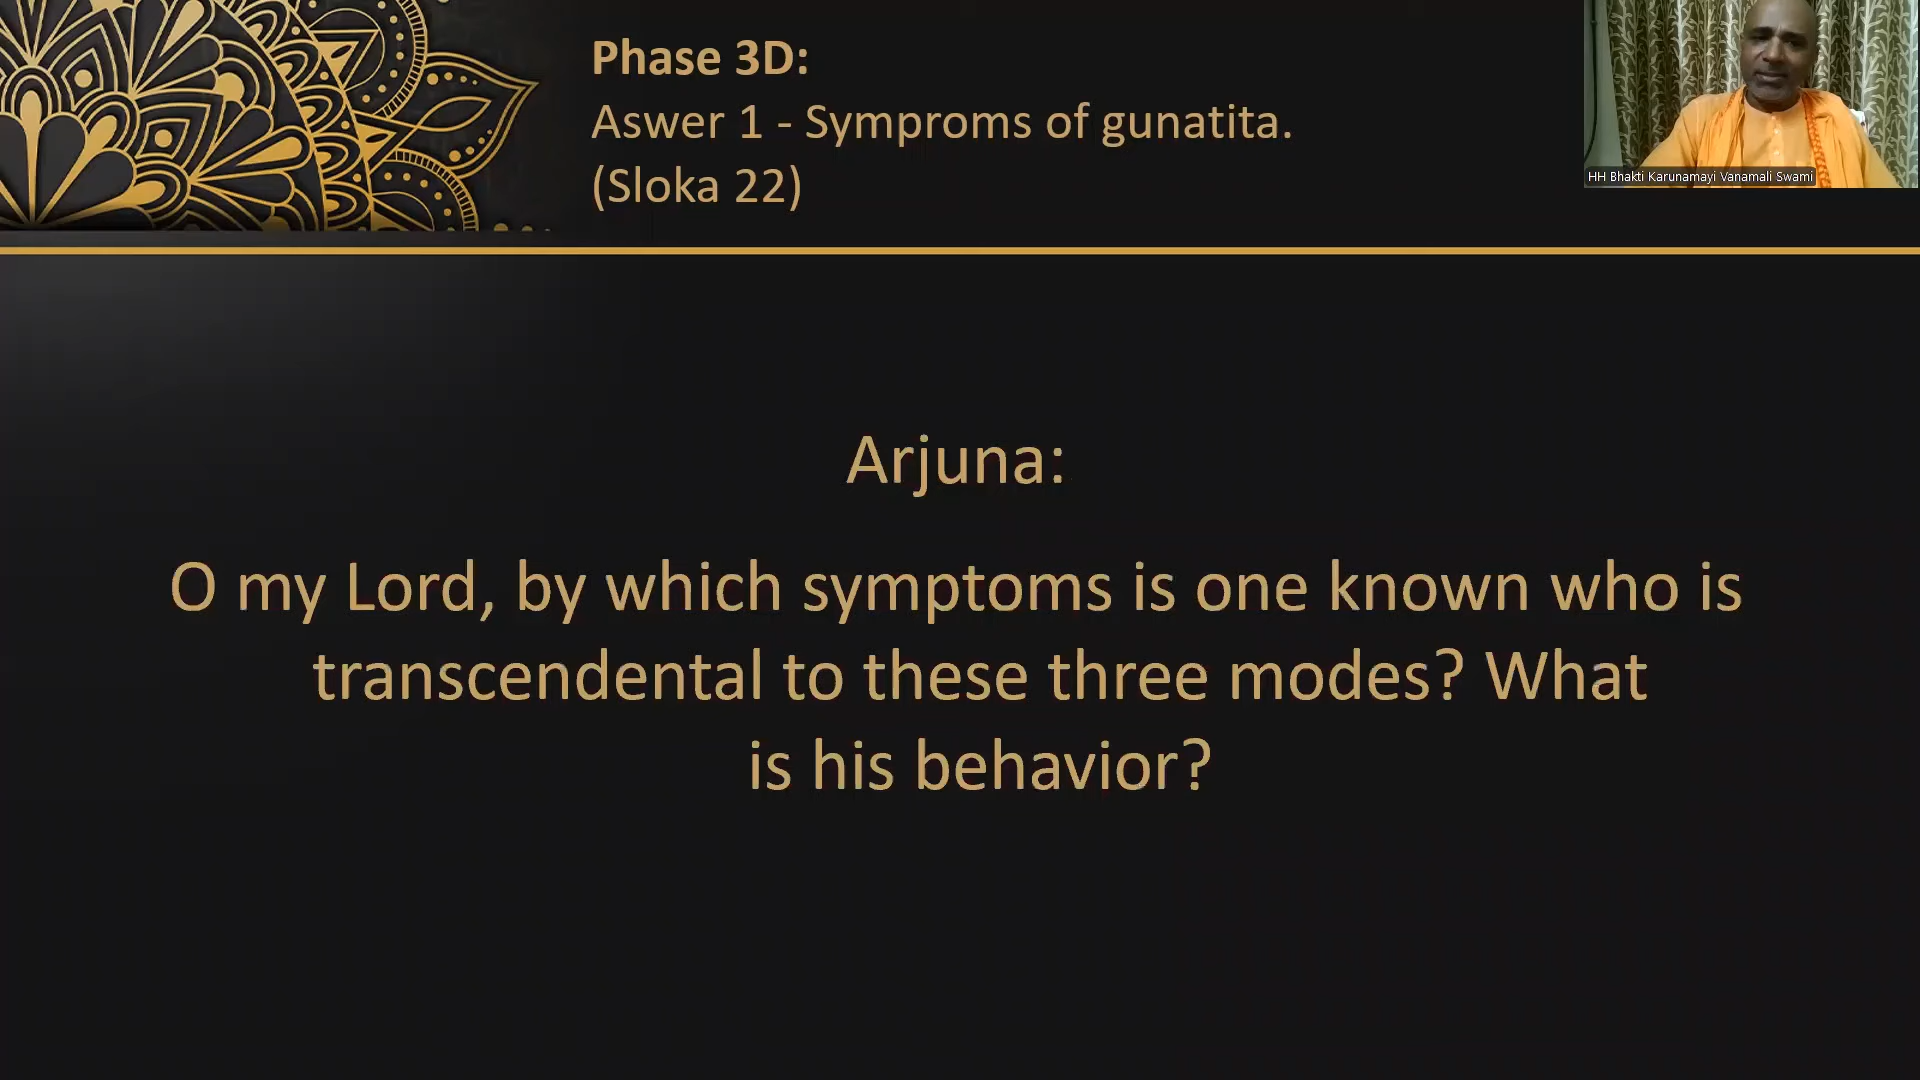 Phase 3D:
Aswer 1 - Symproms of gunatita.
(Sloka 22)
HH Bhakti Karunamayi Vanamali Swami
Arjuna:
O my Lord, by which symptoms is one known who is
transcendental to these three modes? What
is his behavior?